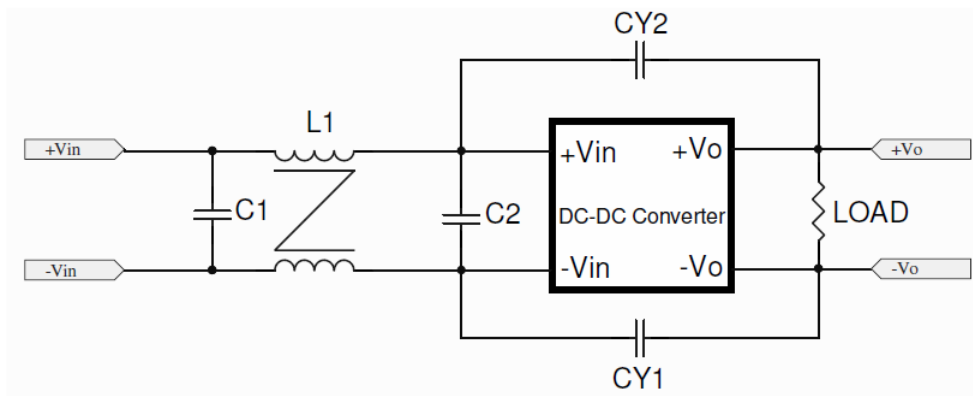 CY2
L1
+Vin
+Vin
+Vo
+Vo
C1
C2
DC-DC Converter
LOAD
-Vin
-Vin
-Vo
-Vo
CY1